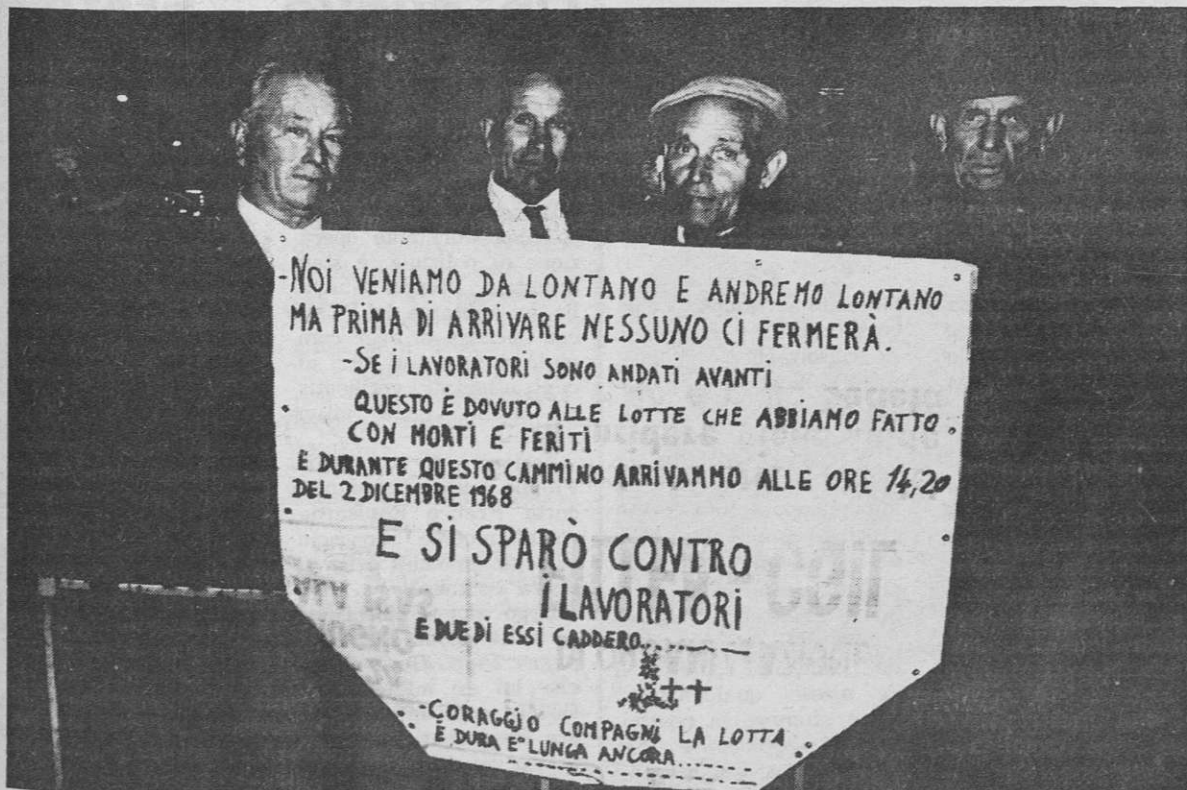 -NOI VENIAMO DA LONTANO E ANDREMO LONTANO
MA PRIMA DI ARRIVARE NESSUNO CI FERMERÀ.
-SE I LAVORATORI SONO ANDATI AVANTI
QUESTO È DOVUTO ALLE LOTTE CHE ABBIAMO FATTO
CON MORTI E FERITI
E DURANTE QUESTO CAMMINO ARRIVAMMO ALLE ORE 14,20
DEL 2 DICEMBRE 1968
E SI SPARÒ CONTRO
I LAVORATORI
E DUE DI ESSI CADDERO..........
++
-CORAGGIO COMPAGNI LA LOTTA
È DURA E° LUNGA ANCORA..........